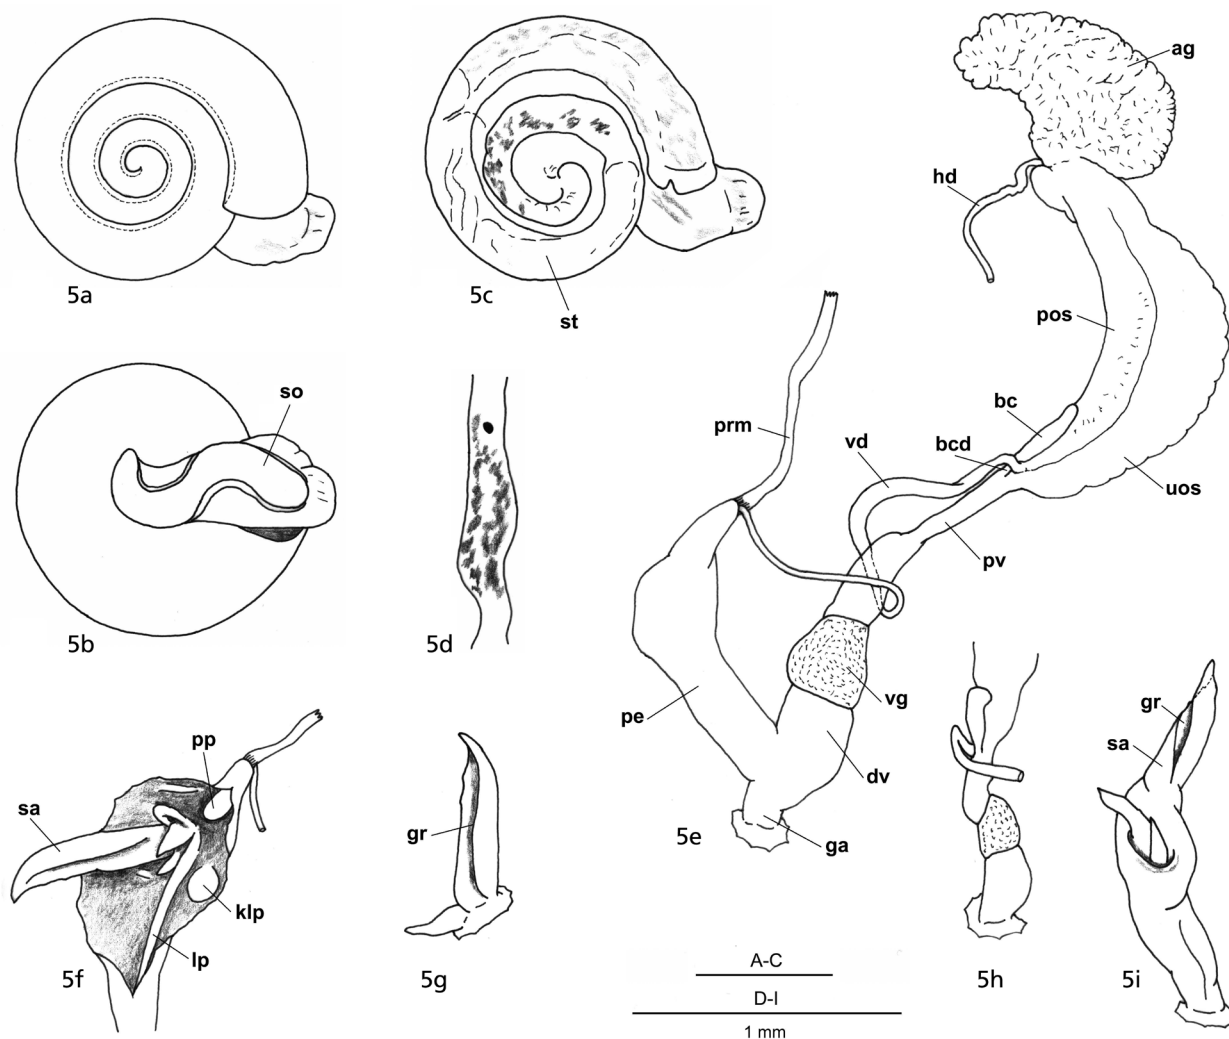 ag
hd
5a
5c
st
pos
so
prm
bc
vd
bcd
uos
pv
5b
5d
vg
pe
gr
pp
sa
dv
sa
gr
5e
ga
klp
lp
5f
5g
A-C
5h
5i
D-I
1 mm